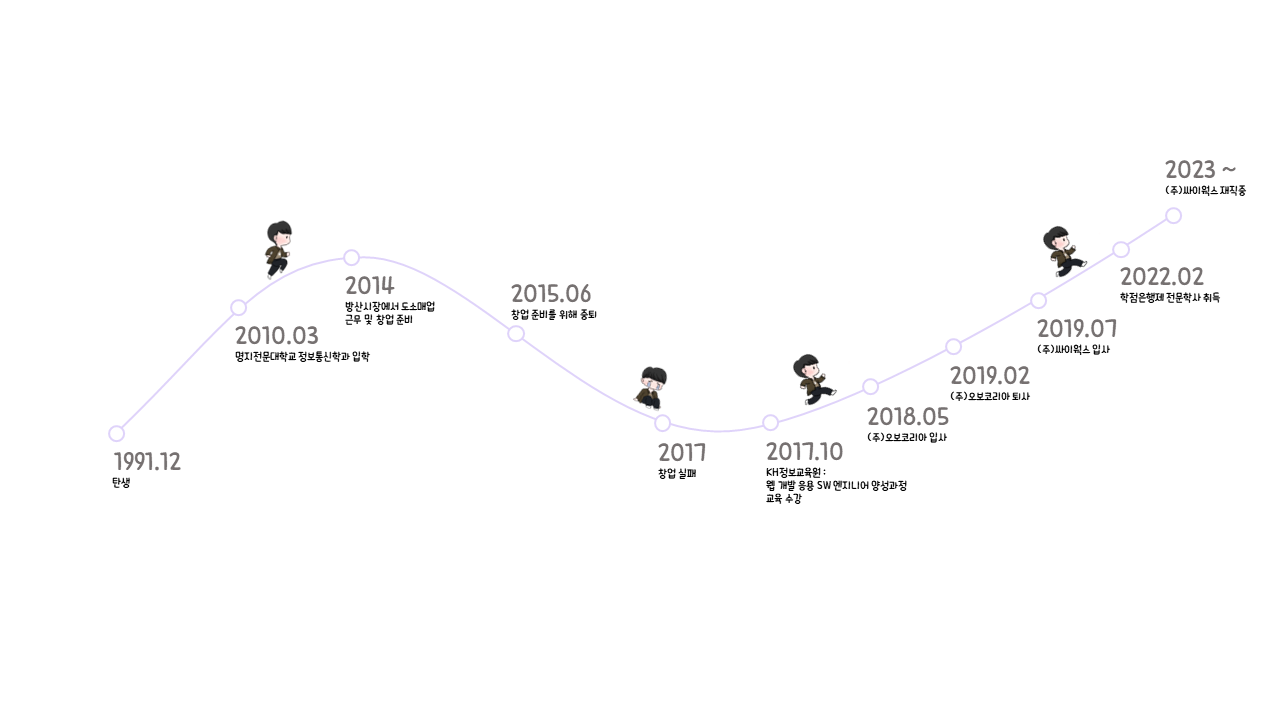 1991.12
탄생
2010.03
명지전문대학교 정보통신학과 입학
2014
방산시장에서 도소매업
근무 및 창업 준비
2015.06
창업 준비를 위해 중퇴
2017
창업 실패
2017.10
KH정보교육원 :
웹 개발 응용 SW 엔지니어 양성과정
교육 수강
2018.05
(주)오보코리아 입사
2019.02
(주)오보코리아 퇴사
2019.07
(주)싸이웍스 입사
2022.02
학점은행제 전문학사 취득
2023 ~
(주)싸이웍스 재직중